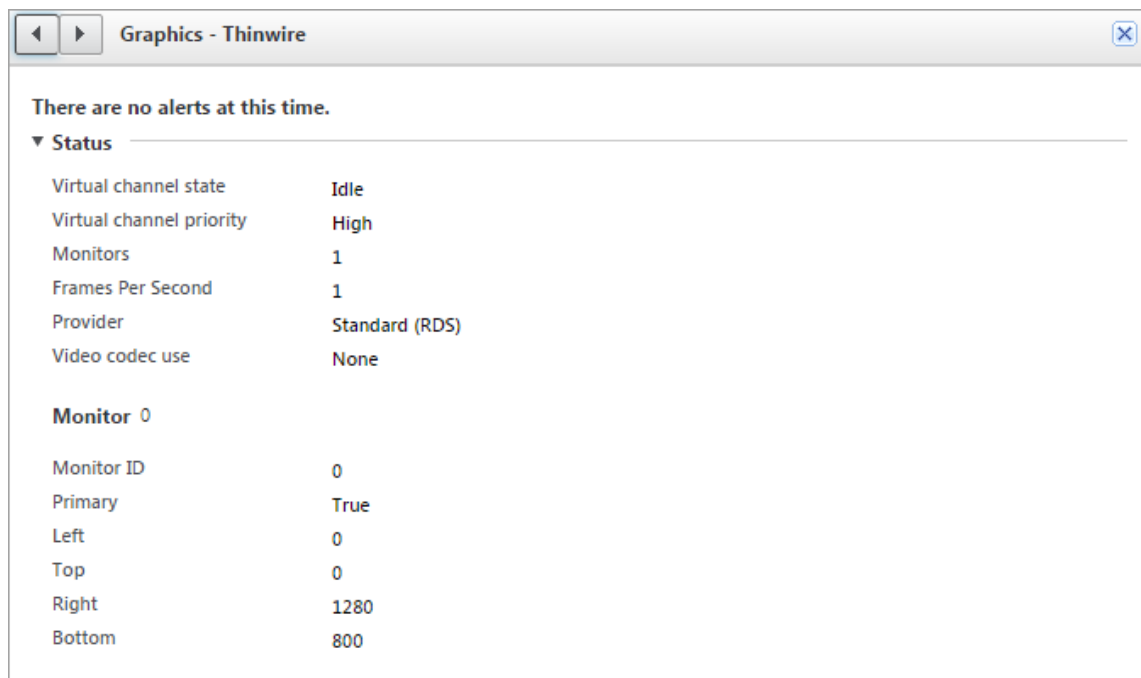 Graphics - Thinwire
There are no alerts at this time.
Status
Virtual channel state Idle
Virtual channel priority High
Monitors 1
Frames Per Second 1
Provider Standard (RDS)
Video codec use None
Monitor 0
Monitor ID 0
Primary True
Left 0
Top 0
Right 1280
Bottom 800